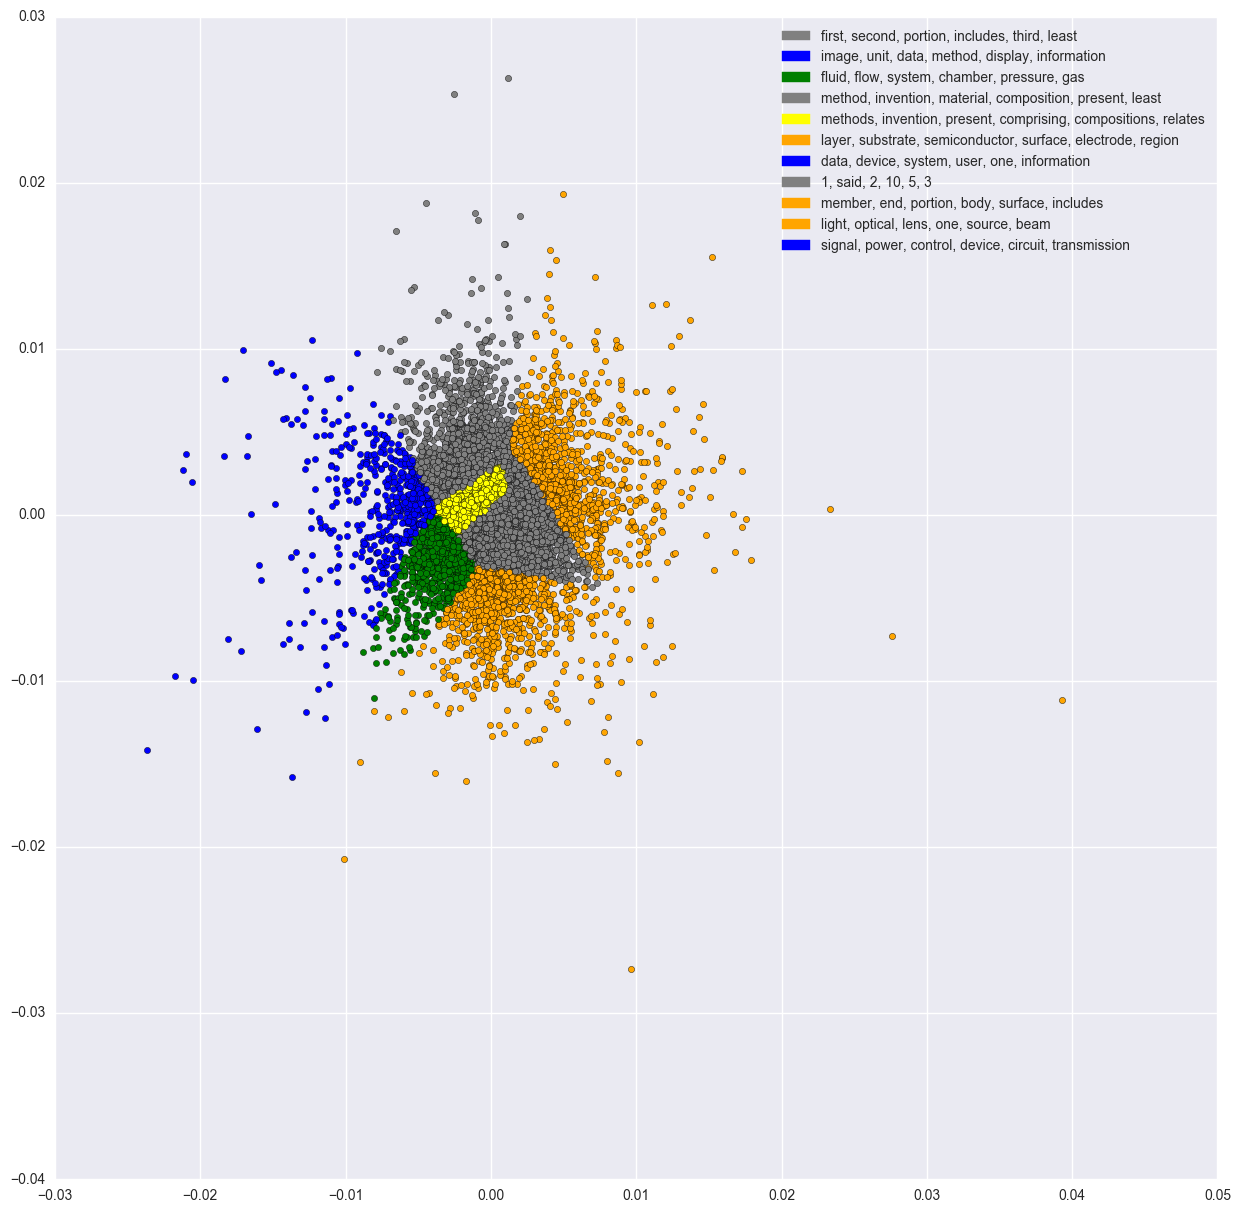 0.03
first, second, portion, includes, third, least
image, unit, data, method, display, information
fluid, flow, system, chamber, pressure, gas
method, invention, material, composition, present, least
methods, invention, present, comprising, compositions, relates
layer, substrate, semiconductor, surface, electrode, region
data, device, system, user, one, information
1, said, 2, 10, 5, 3
member, end, portion, body, surface, includes
light, optical, lens, one, source, beam
signal, power, control, device, circuit, transmission
0.02
0.01
0.00
−0.01
−0.02
−0.03
−0.04
−0.03 −0.02 −0.01 0.00 0.01 0.02 0.03 0.04 0.05